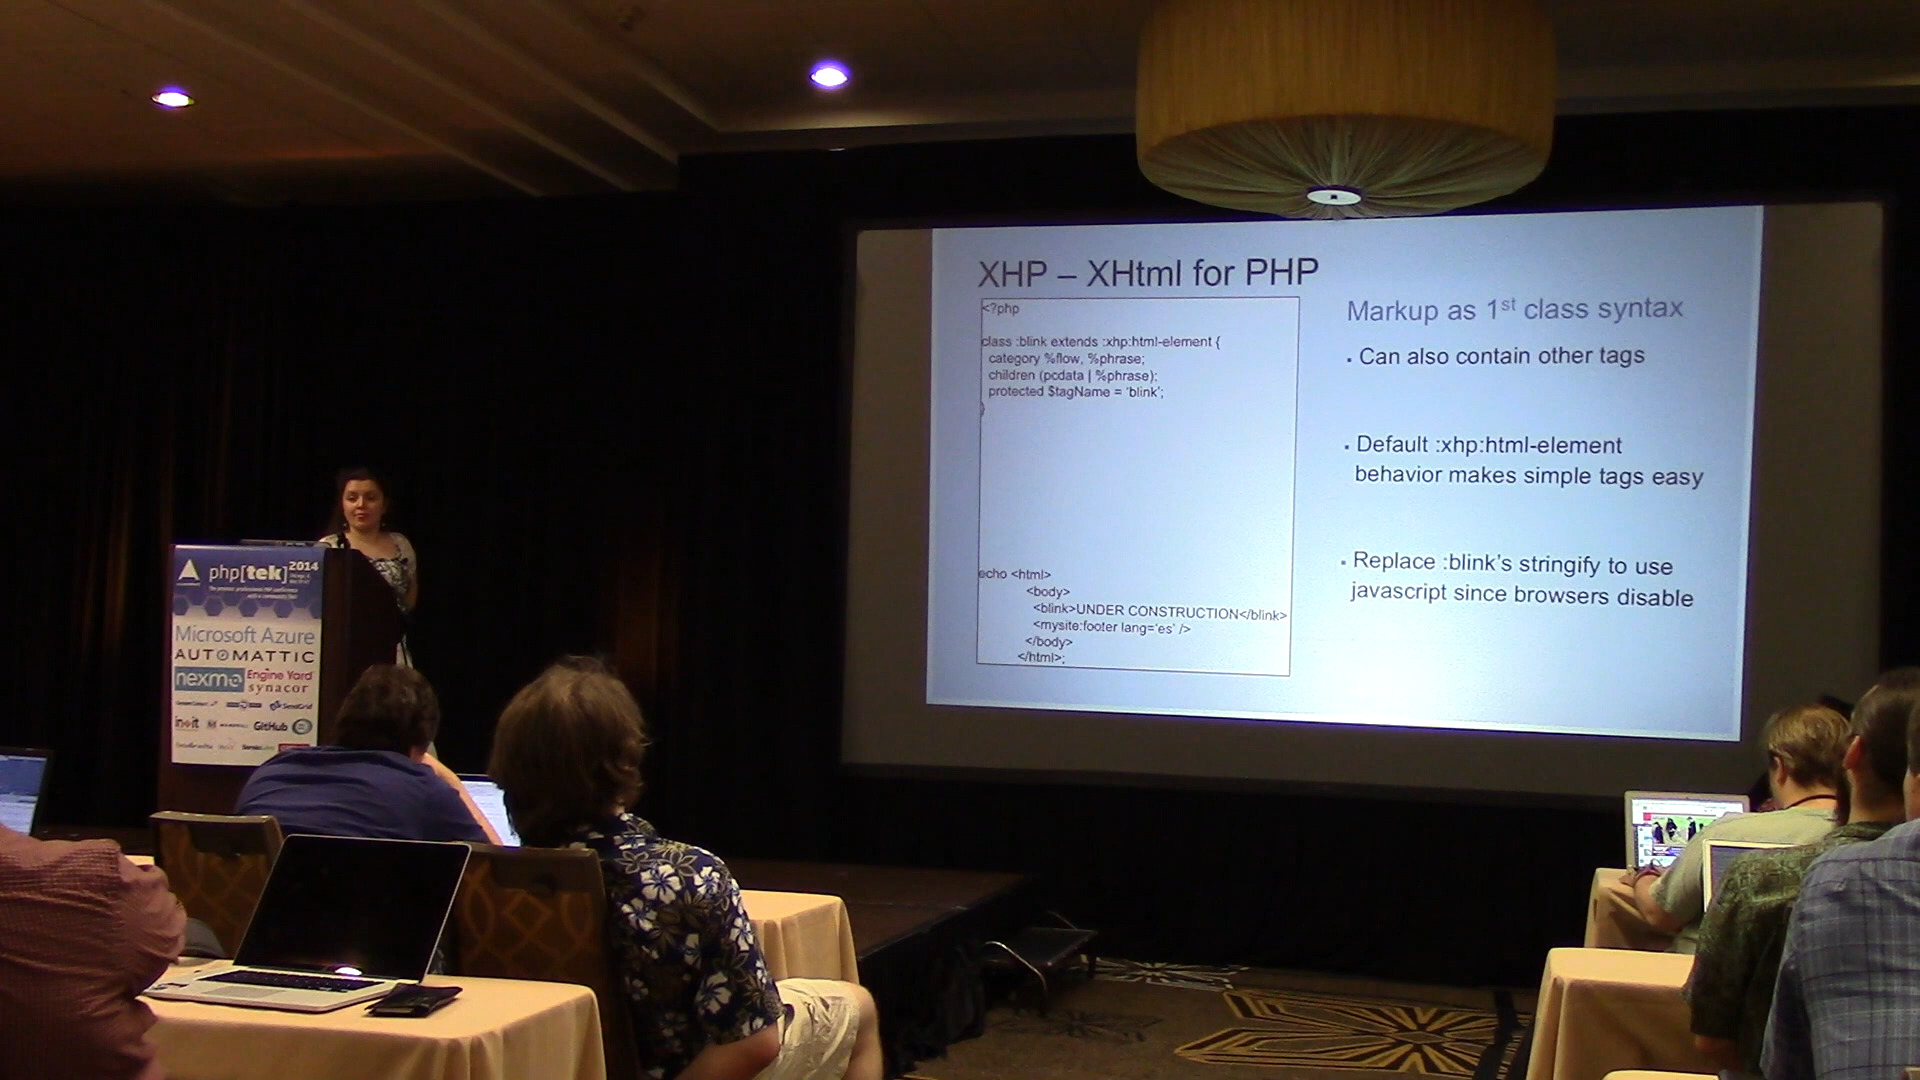 XHP – XHtml for PHP
<?php
class :blink extends :xhp:html-element {
category %flow, %phrase;
children (pcdata | %phrase);
protected $tagName = 'blink';
}
echo <html>
<body>
<blink>UNDER CONSTRUCTION</blink>
<mysite:footer lang='es' />
</body>
</html>;
Markup as 1st class syntax
· Can also contain other tags
· Default :xhp:html-element
behavior makes simple tags easy
· Replace :blink's stringify to use
javascript since browsers disable
php[tek] 2014
Microsoft Azure
AUTOMATTIC
nexmo Engine Yard
synacor
SendGrid
GitHub